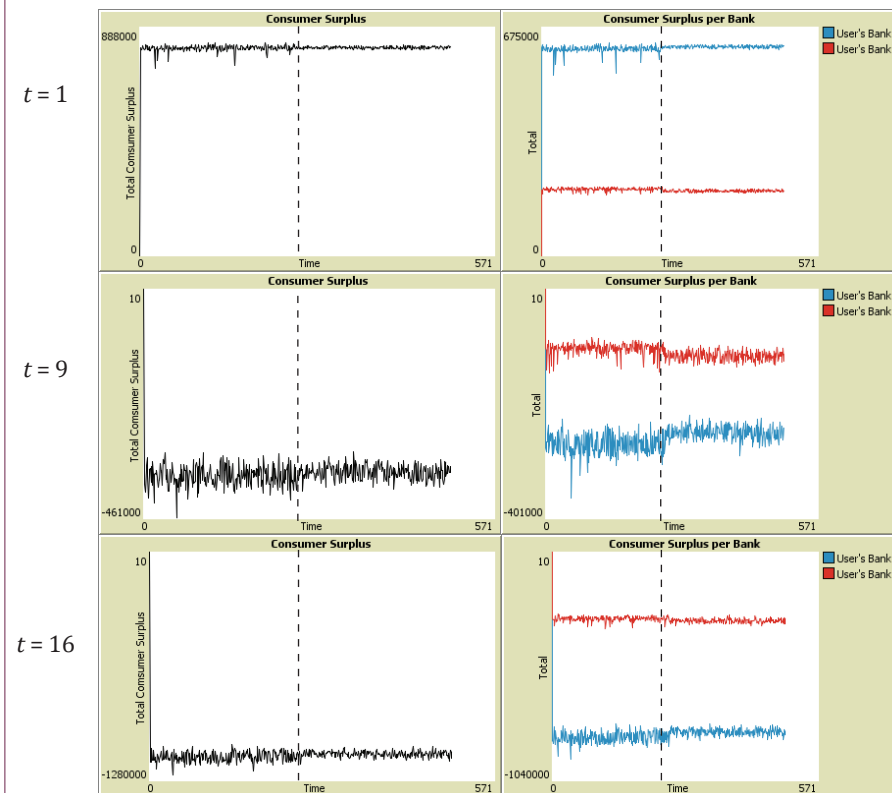 t = 1
Consumer Surplus
888000
Total Comsumer Surplus
0
0
Time
571
Consumer Surplus per Bank
675000
Total
0
0
Time
571
User's Bank
User's Bank
t = 9
Consumer Surplus
10
Total Comsumer Surplus
-461000
0
Time
571
Consumer Surplus per Bank
10
Total
-401000
0
Time
571
User's Bank
User's Bank
t = 16
Consumer Surplus
10
Total Comsumer Surplus
-1280000
0
Time
571
Consumer Surplus per Bank
10
Total
-1040000
0
Time
571
User's Bank
User's Bank